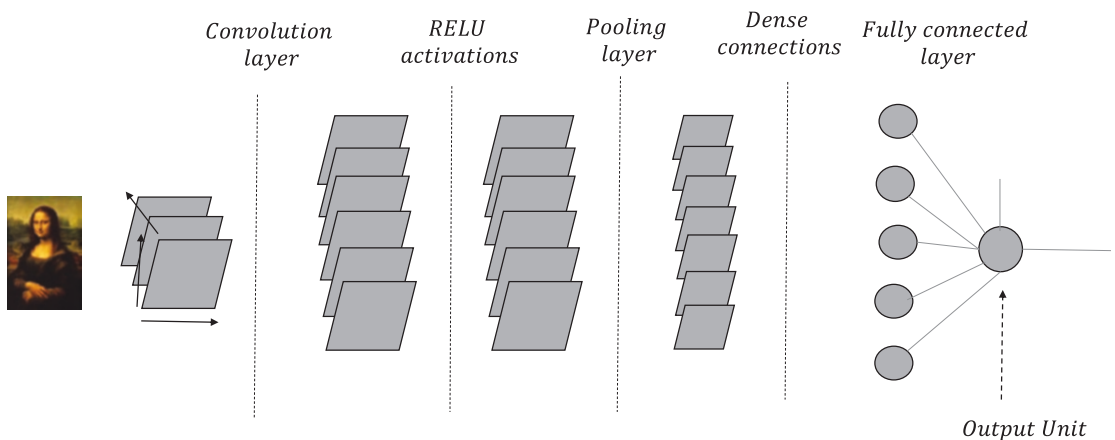 Convolution
layer
RELU
activations
Pooling
layer
Dense
connections
Fully connected
layer
Output Unit